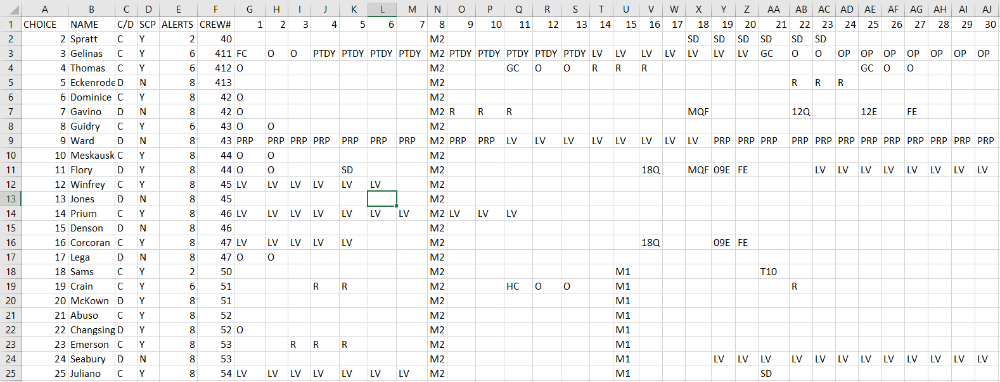 A B C D E F G H I J K L M N O P Q R S T U V W X Y Z AA AB AC AD AE AF AG AH AI AJ
1 CHOICE NAME C/D SCP ALERTS CREW# 1 2 3 4 5 6 7 8 9 10 11 12 13 14 15 16 17 18 19 20 21 22 23 24 25 26 27 28 29 30
2 2 Spratt C Y 2 40 M2 SD SD SD SD SD SD
3 3 Gelinas C Y 6 411 FC O O PTDY PTDY PTDY PTDY M2 PTDY PTDY PTDY PTDY PTDY LV LV LV LV LV LV LV GC O O OP OP OP OP OP OP OP
4 4 Thomas C Y 6 412 O M2 GC O O R R R GC O O
5 5 Eckenrode D N 8 413 M2 R R R
6 6 Dominice C Y 8 42 O M2
7 7 Gavino D N 8 42 O M2 R R R MQF 12Q 12E FE
8 8 Guidry C Y 6 43 O O M2
9 9 Ward D N 8 43 PRP PRP PRP PRP PRP PRP PRP M2 PRP PRP LV LV LV LV LV LV LV LV PRP PRP PRP PRP PRP PRP PRP PRP PRP PRP PRP PRP
10 10 Meskausk C Y 8 44 O O M2
11 11 Flory D Y 8 44 O O SD M2 18Q MQF 09E FE LV LV LV LV LV LV LV LV
12 12 Winfrey C Y 8 45 LV LV LV LV LV LV M2
13 13 Jones D N 8 45 M2
14 14 Prium C Y 8 46 LV LV LV LV LV LV LV M2 LV LV LV
15 15 Denson D N 8 46 M2
16 16 Corcoran C Y 8 47 LV LV LV LV LV M2 18Q 09E FE
17 17 Lega D N 8 47 O O M2
18 18 Sams C Y 2 50 M2 M1 T10
19 19 Crain C Y 6 51 R R M2 HC O O M1 R
20 20 McKown D Y 8 51 M2 M1
21 21 Abuso C Y 8 52 M2 M1
22 22 Changsing D Y 8 52 O M2 M1
23 23 Emerson C Y 8 53 R R R M2 M1
24 24 Seabury D N 8 53 M2 M1 LV LV LV LV LV LV LV LV LV LV LV LV
25 25 Juliano C Y 8 54 LV LV LV LV LV LV LV M2 M1 SD